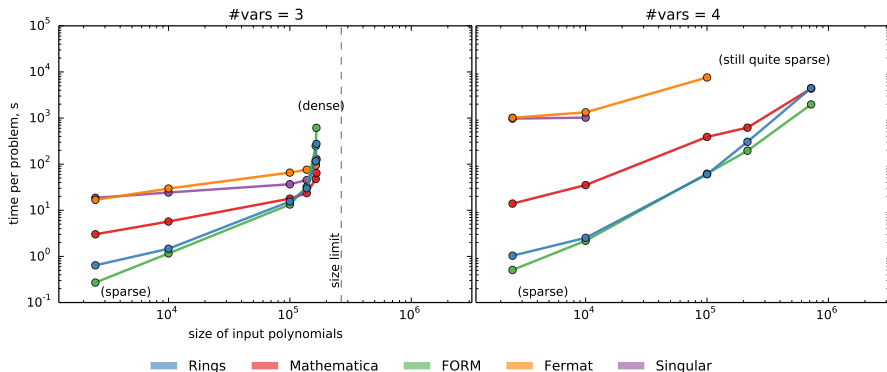 #vars = 3
#vars = 4
time per problem, s
10^5
10^4
10^3
10^2
10^1
10^0
10^-1
(dense)
size limit
(sparse)
10^4
10^5
10^6
size of input polynomials
(still quite sparse)
(sparse)
10^4
10^5
10^6
Rings Mathematica FORM Fermat Singular